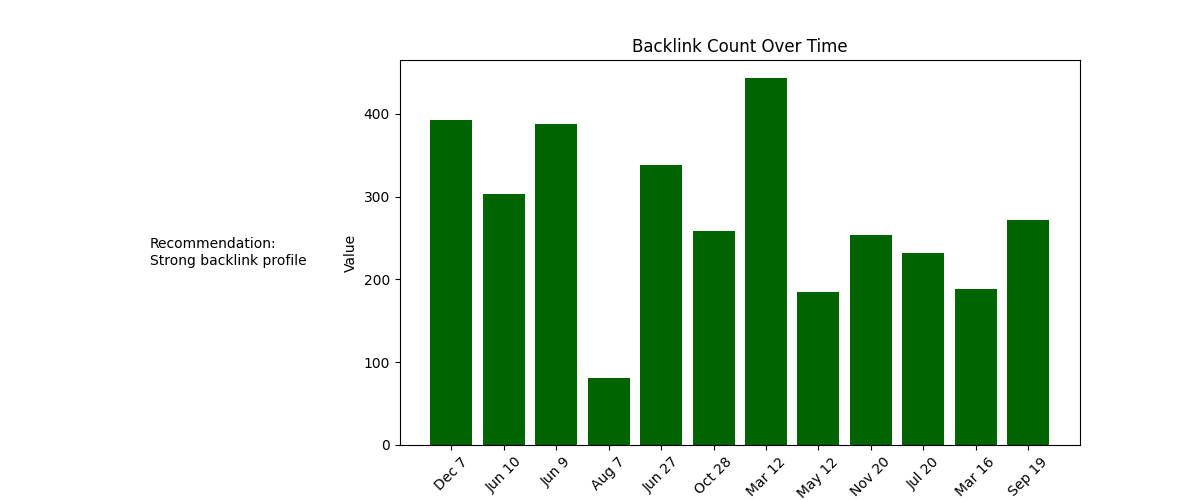 Backlink Count Over Time
Recommendation:
Strong backlink profile
Value
400
300
200
100
0
Dec 7
Jun 10
Jun 9
Aug 7
Jun 27
Oct 28
Mar 12
May 12
Nov 20
Jul 20
Mar 16
Sep 19